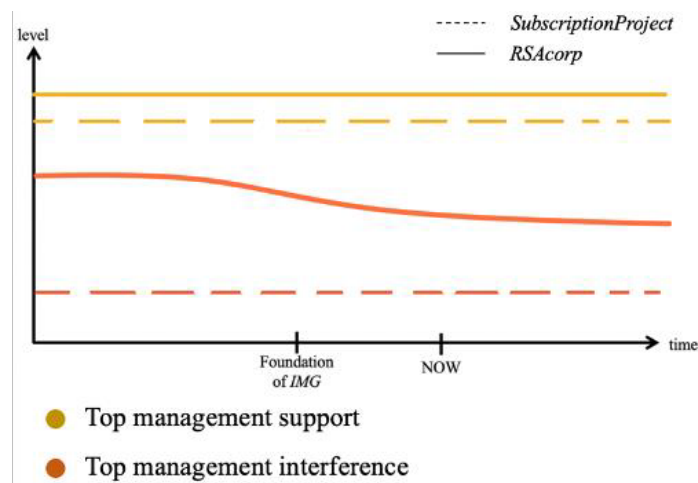 level
SubscriptionProject
RSAcorp
time
Foundation
of IMG
NOW
Top management support
Top management interference